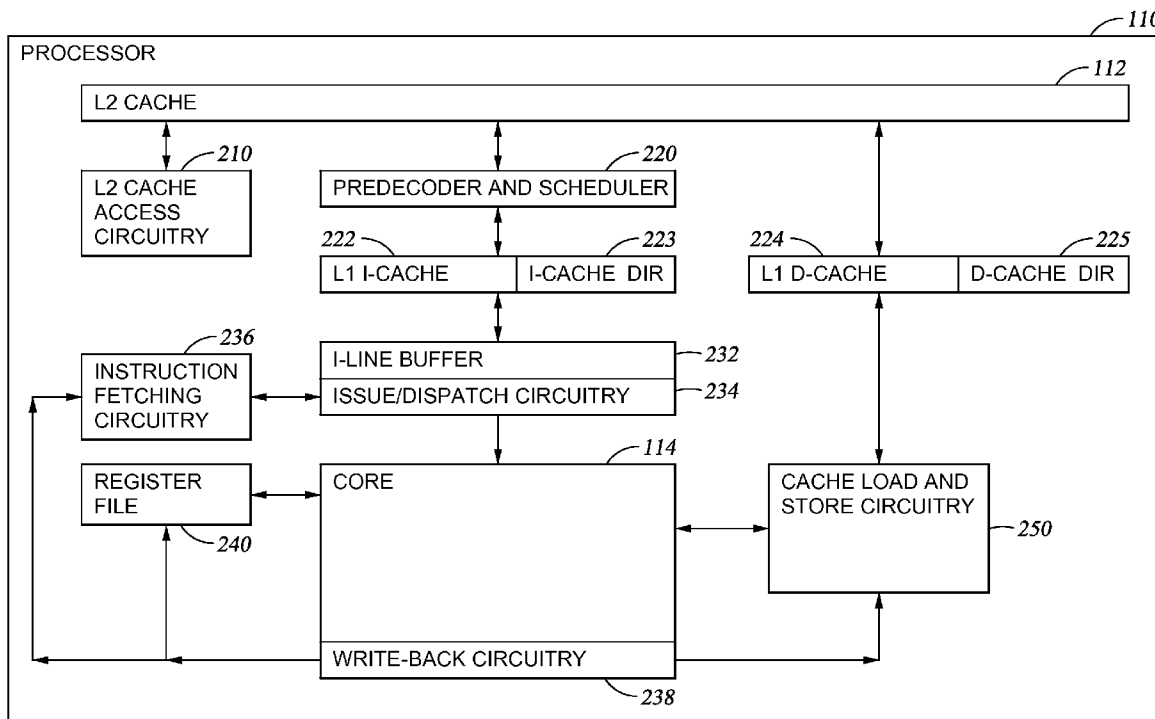 110
PROCESSOR
112
L2 CACHE
210
L2 CACHE
ACCESS
CIRCUITRY
220
PREDECODER AND SCHEDULER
222
223
L1 I-CACHE
I-CACHE DIR
224
225
L1 D-CACHE
D-CACHE DIR
236
INSTRUCTION
FETCHING
CIRCUITRY
I-LINE BUFFER
232
ISSUE/DISPATCH CIRCUITRY
234
114
REGISTER
FILE
240
CORE
CACHE LOAD AND
STORE CIRCUITRY
250
WRITE-BACK CIRCUITRY
238